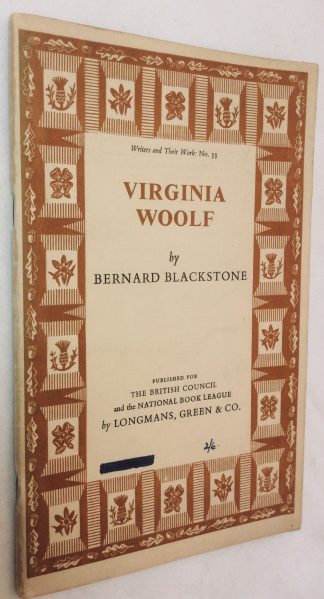 Writers and Their Work: No. 33
VIRGINIA
WOOLF
by
BERNARD BLACKSTONE
PUBLISHED FOR
THE BRITISH COUNCIL
and the NATIONAL BOOK LEAGUE
by LONGMANS, GREEN & CO.
2/6.